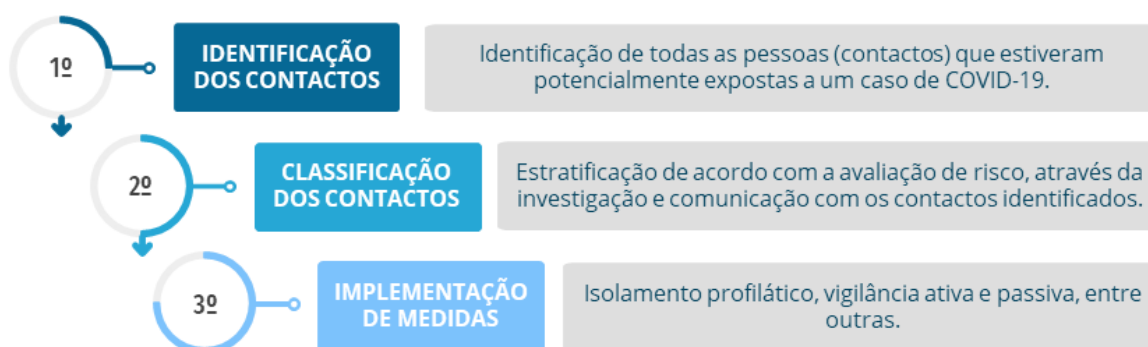 1º
IDENTIFICAÇÃO
DOS CONTACTOS
Identificação de todas as pessoas (contactos) que estiveram
potencialmente expostas a um caso de COVID-19.
2º
CLASSIFICAÇÃO
DOS CONTACTOS
Estratificação de acordo com a avaliação de risco, através da
investigação e comunicação com os contactos identificados.
3º
IMPLEMENTAÇÃO
DE MEDIDAS
Isolamento profilático, vigilância ativa e passiva, entre
outras.